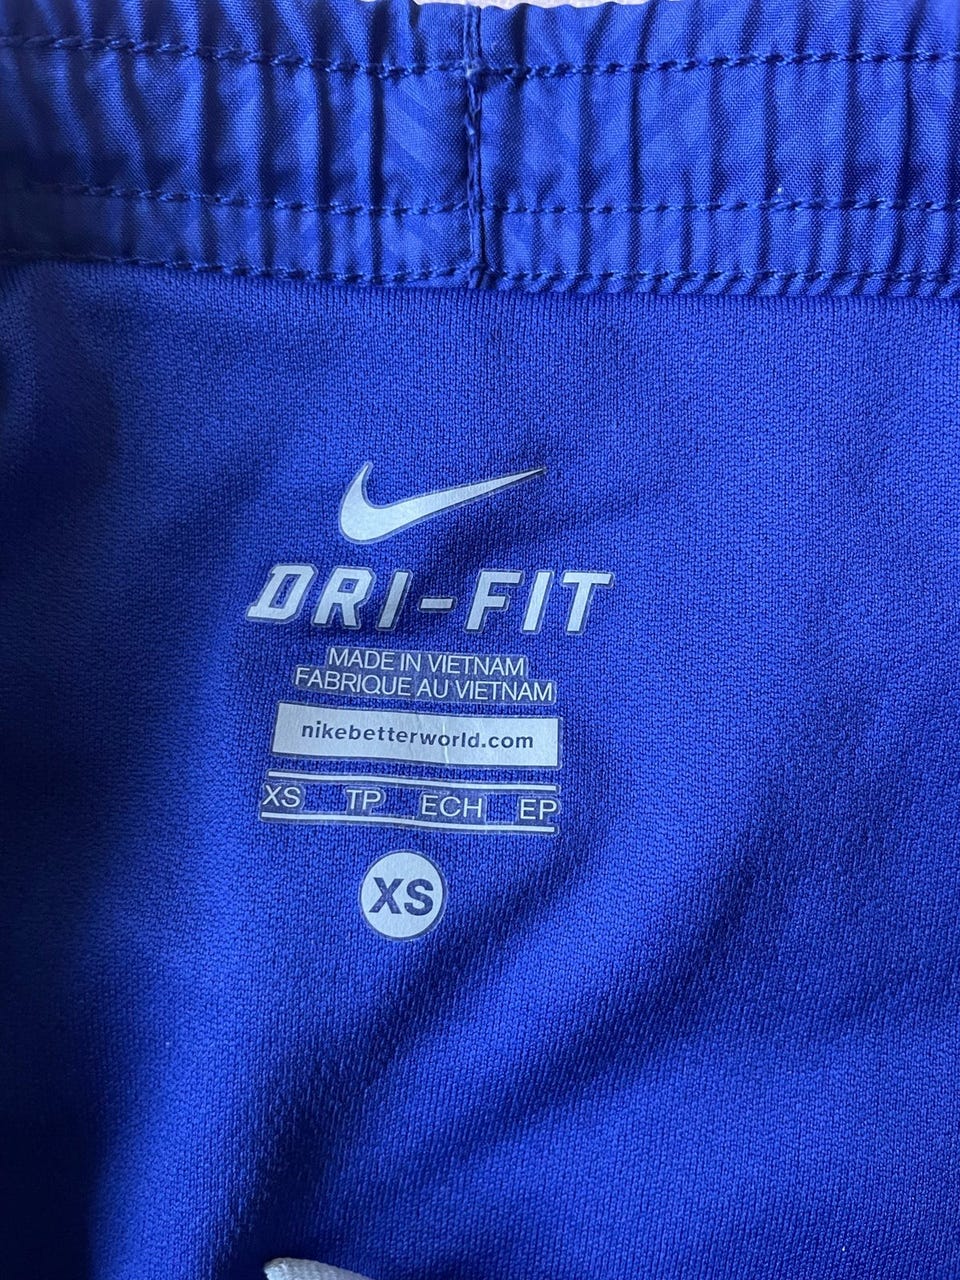 DRI-FIT
MADE IN VIETNAM
FABRIQUE AU VIETNAM
nikebetterworld.com
XS TP ECH EP
XS